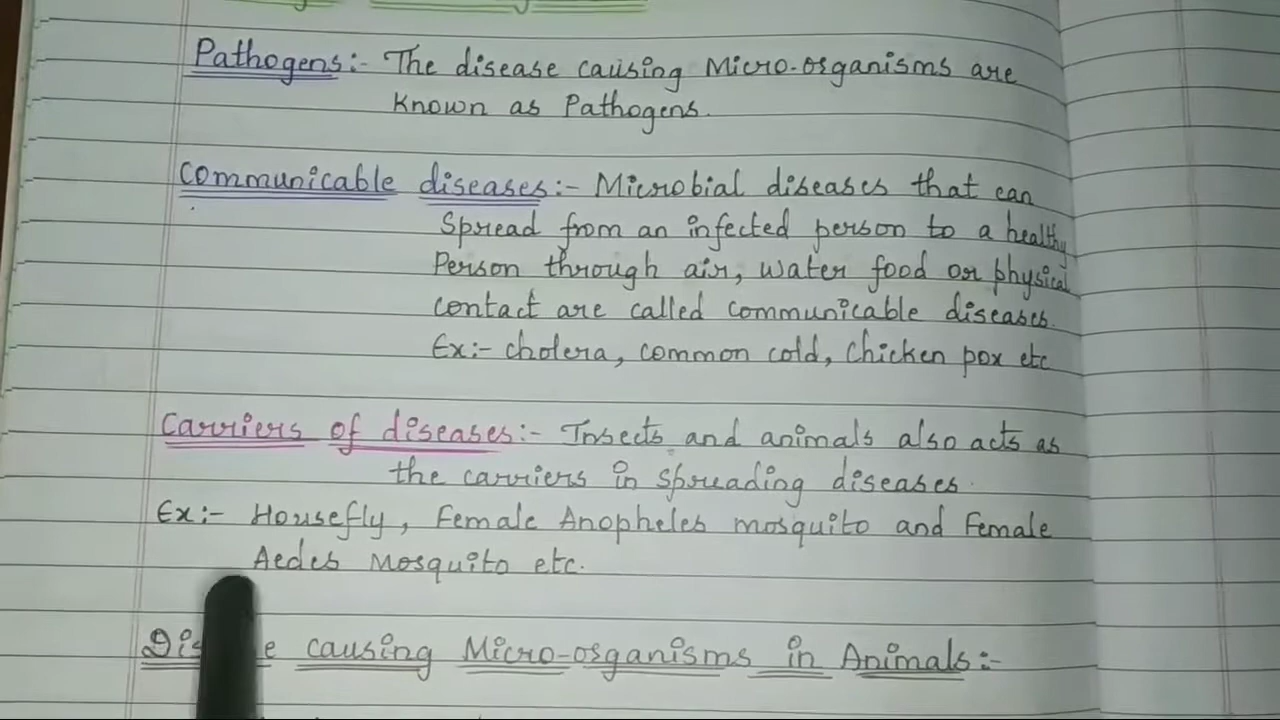 Pathogens:- The disease causing Micro-organisms are
known as Pathogens.
Communicable diseases:- Microbial diseases that can
Spread from an infected person to a healthy
Person through air, water food or physical
contact are called communicable diseases.
Ex:- cholera, common cold, chicken pox etc
Carriers of diseases:- Insects and animals also acts as
the carriers in spreading diseases.
Ex:- Housefly, Female Anopheles mosquito and Female
Aedes Mosquito etc.
causing Micro-organisms in Animals:-